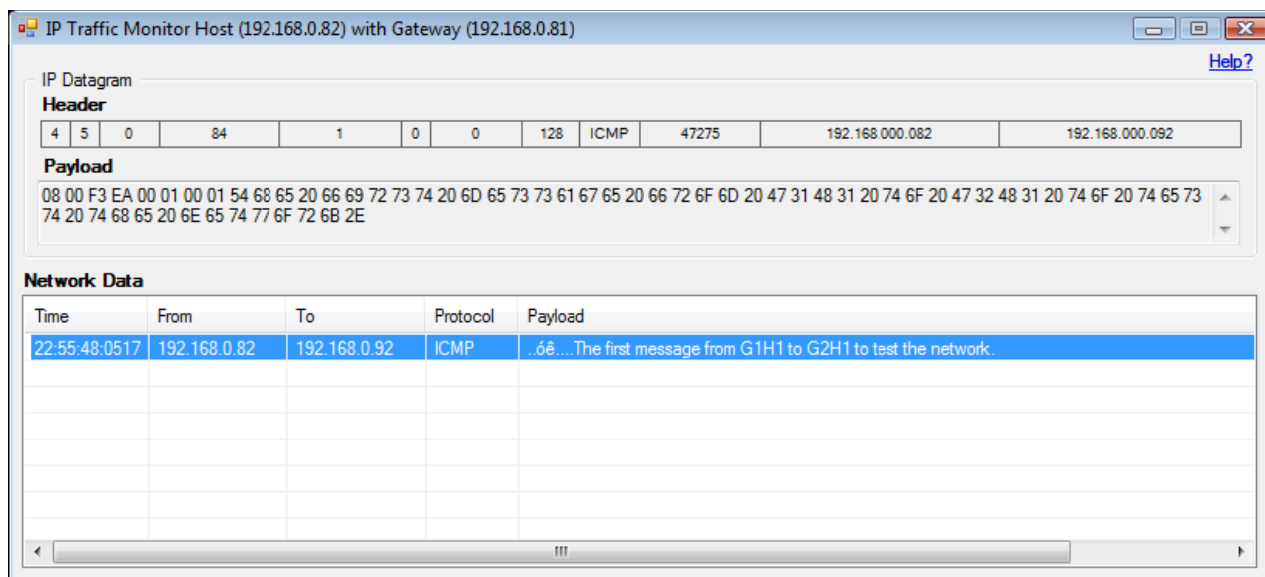 IP Traffic Monitor Host (192.168.0.82) with Gateway (192.168.0.81)
Help?
IP Datagram
Header
4 5 0 84 1 0 0 128 ICMP 47275 192.168.000.082 192.168.000.092
Payload
08 00 F3 EA 00 01 00 01 54 68 65 20 66 69 72 73 74 20 6D 65 73 73 61 67 65 20 66 72 6F 6D 20 47 31 48 31 20 74 6F 20 47 32 48 31 20 74 6F 20 74 65 73
74 20 74 68 65 20 6E 65 74 77 6F 72 6B 2E
Network Data
Time From To Protocol Payload
22:55:48:0517 192.168.0.82 192.168.0.92 ICMP ..óê....The first message from G1H1 to G2H1 to test the network.